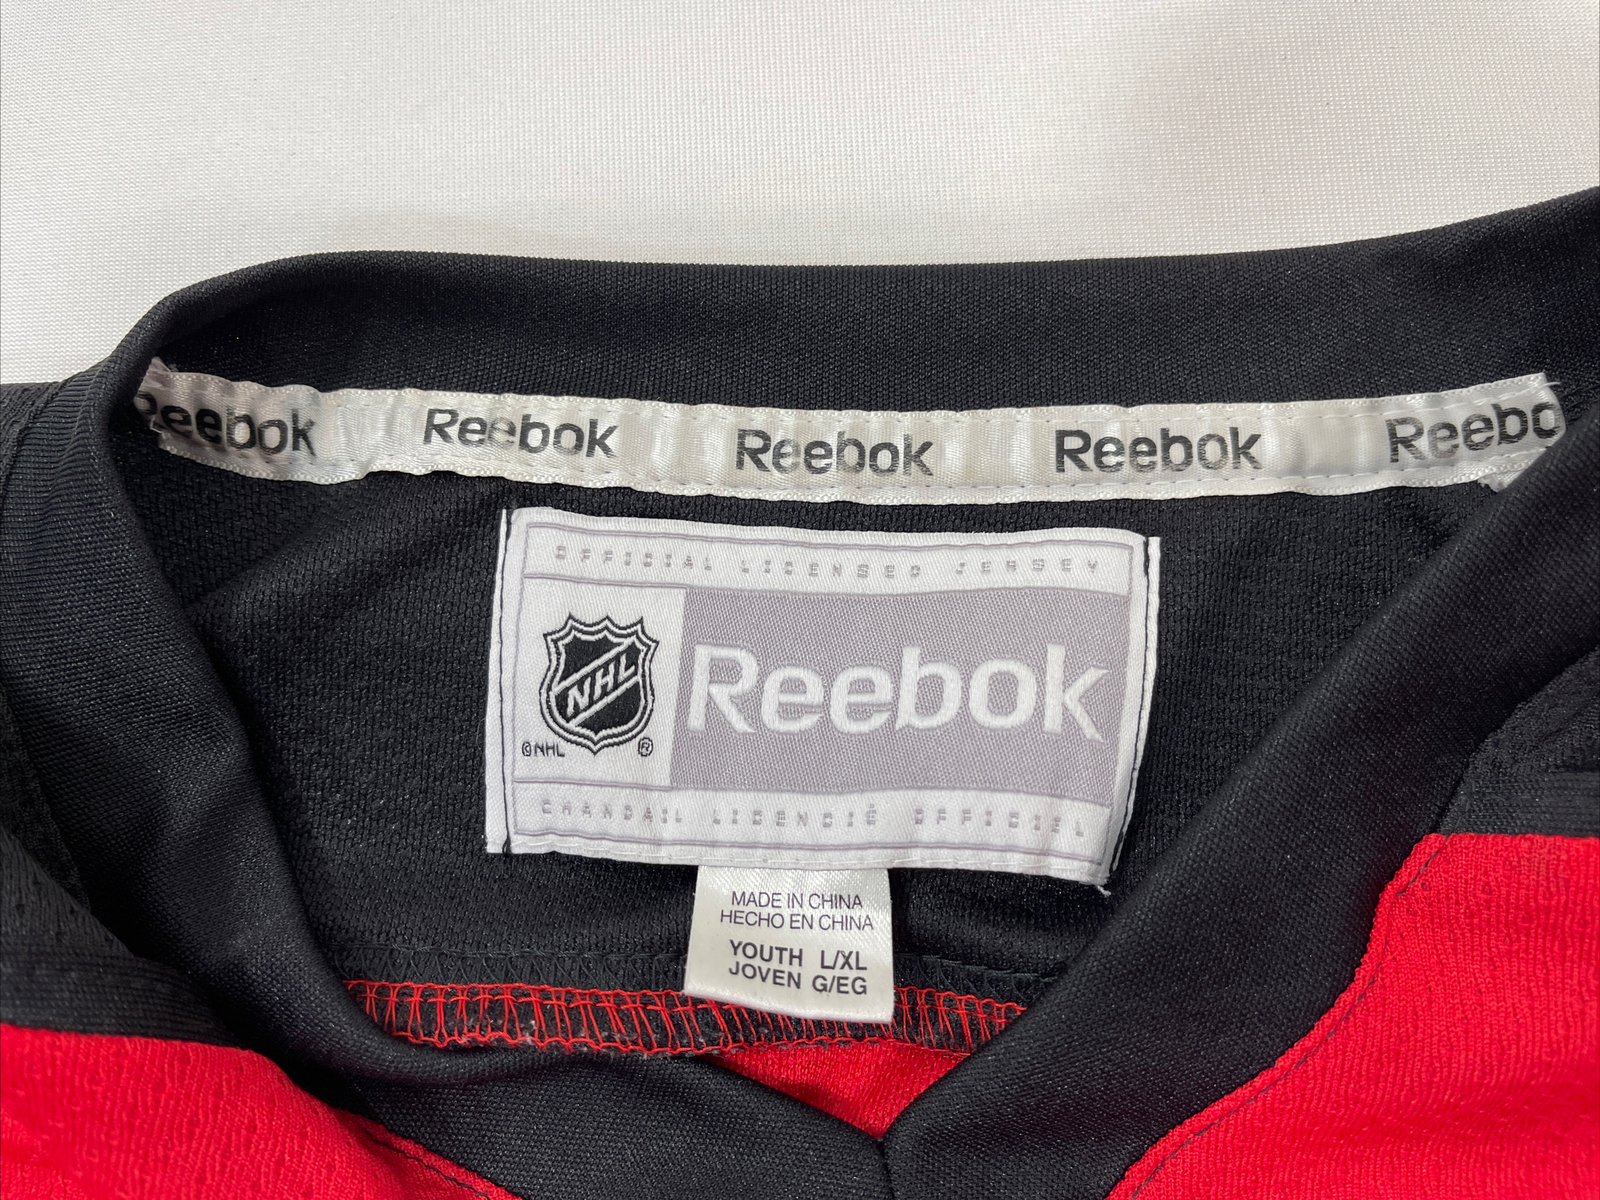 Reebok Reebok Reebok Reebok Reebo
OFFICIAL LICENSED JERSEY
NHL
Reebok
©NHL ®
CHANDAIL LICENCIÉ OFFICIEL
MADE IN CHINA
HECHO EN CHINA
YOUTH L/XL
JOVEN G/EG